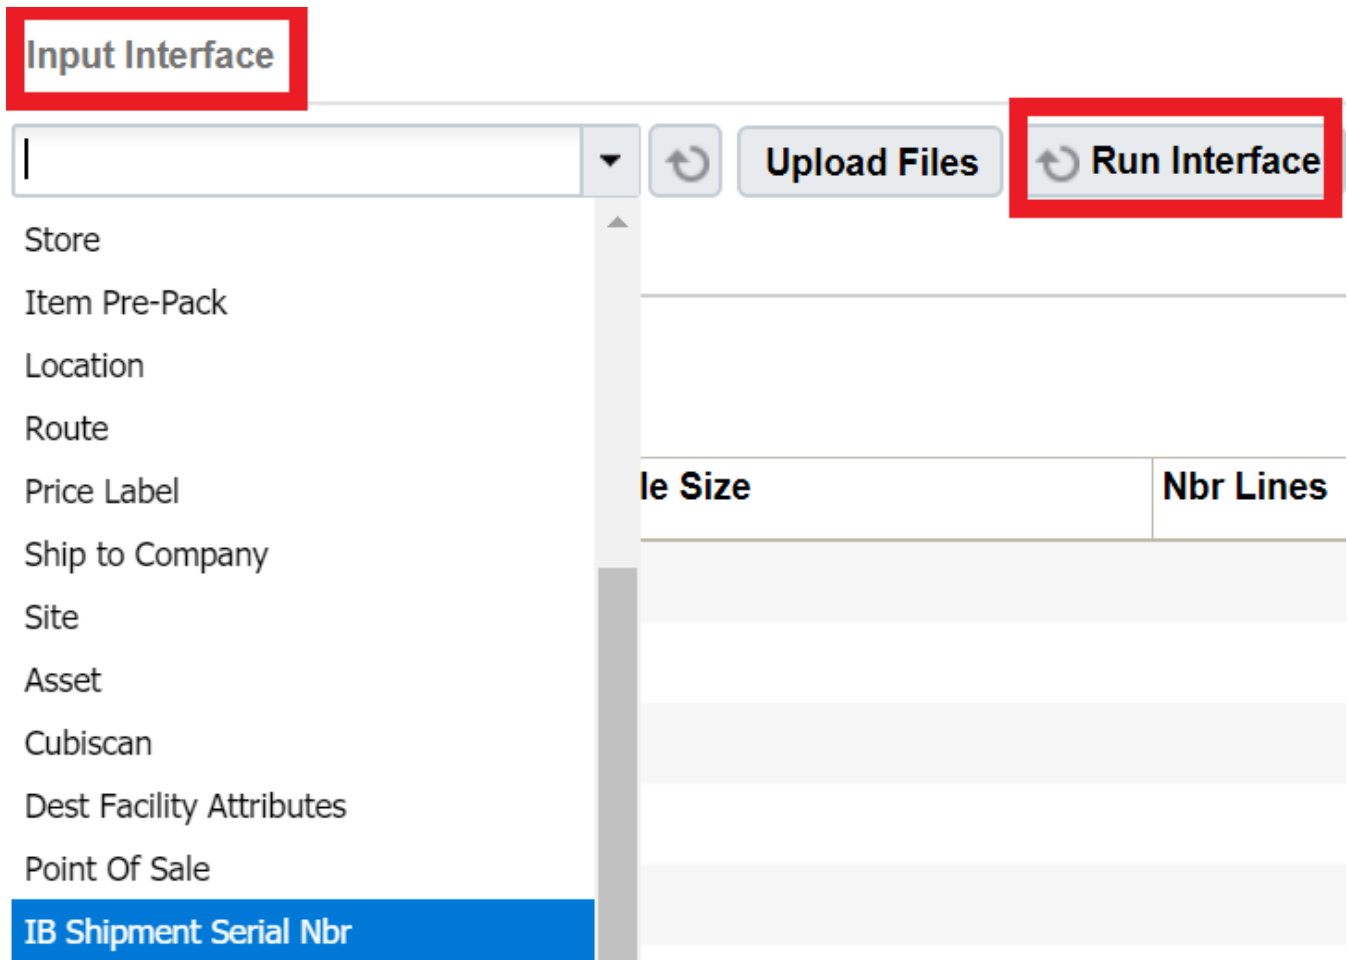 Input Interface
Upload Files
Run Interface
Store
Item Pre-Pack
Location
Route
Price Label
le Size
Nbr Lines
Ship to Company
Site
Asset
Cubiscan
Dest Facility Attributes
Point Of Sale
IB Shipment Serial Nbr